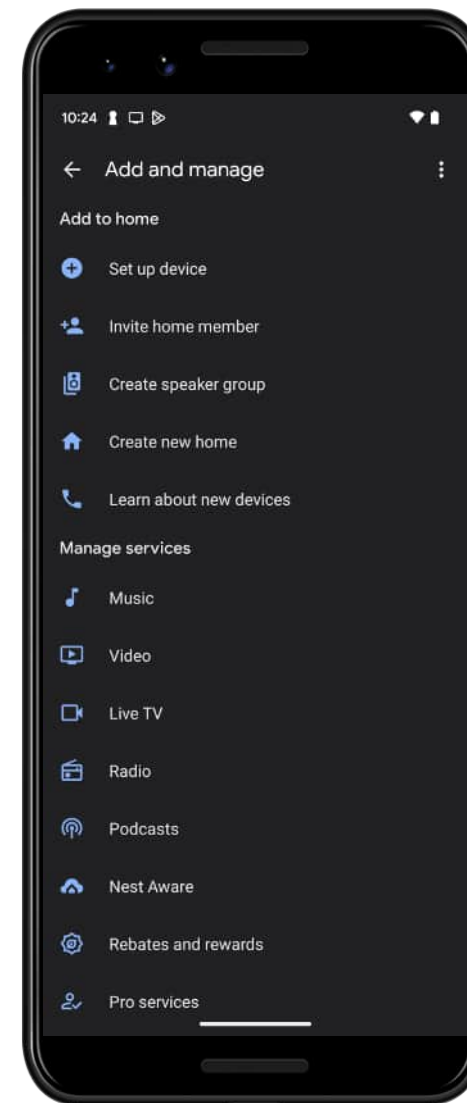 10:24
Add and manage
Add to home
Set up device
Invite home member
Create speaker group
Create new home
Learn about new devices
Manage services
Music
Video
Live TV
Radio
Podcasts
Nest Aware
Rebates and rewards
Pro services